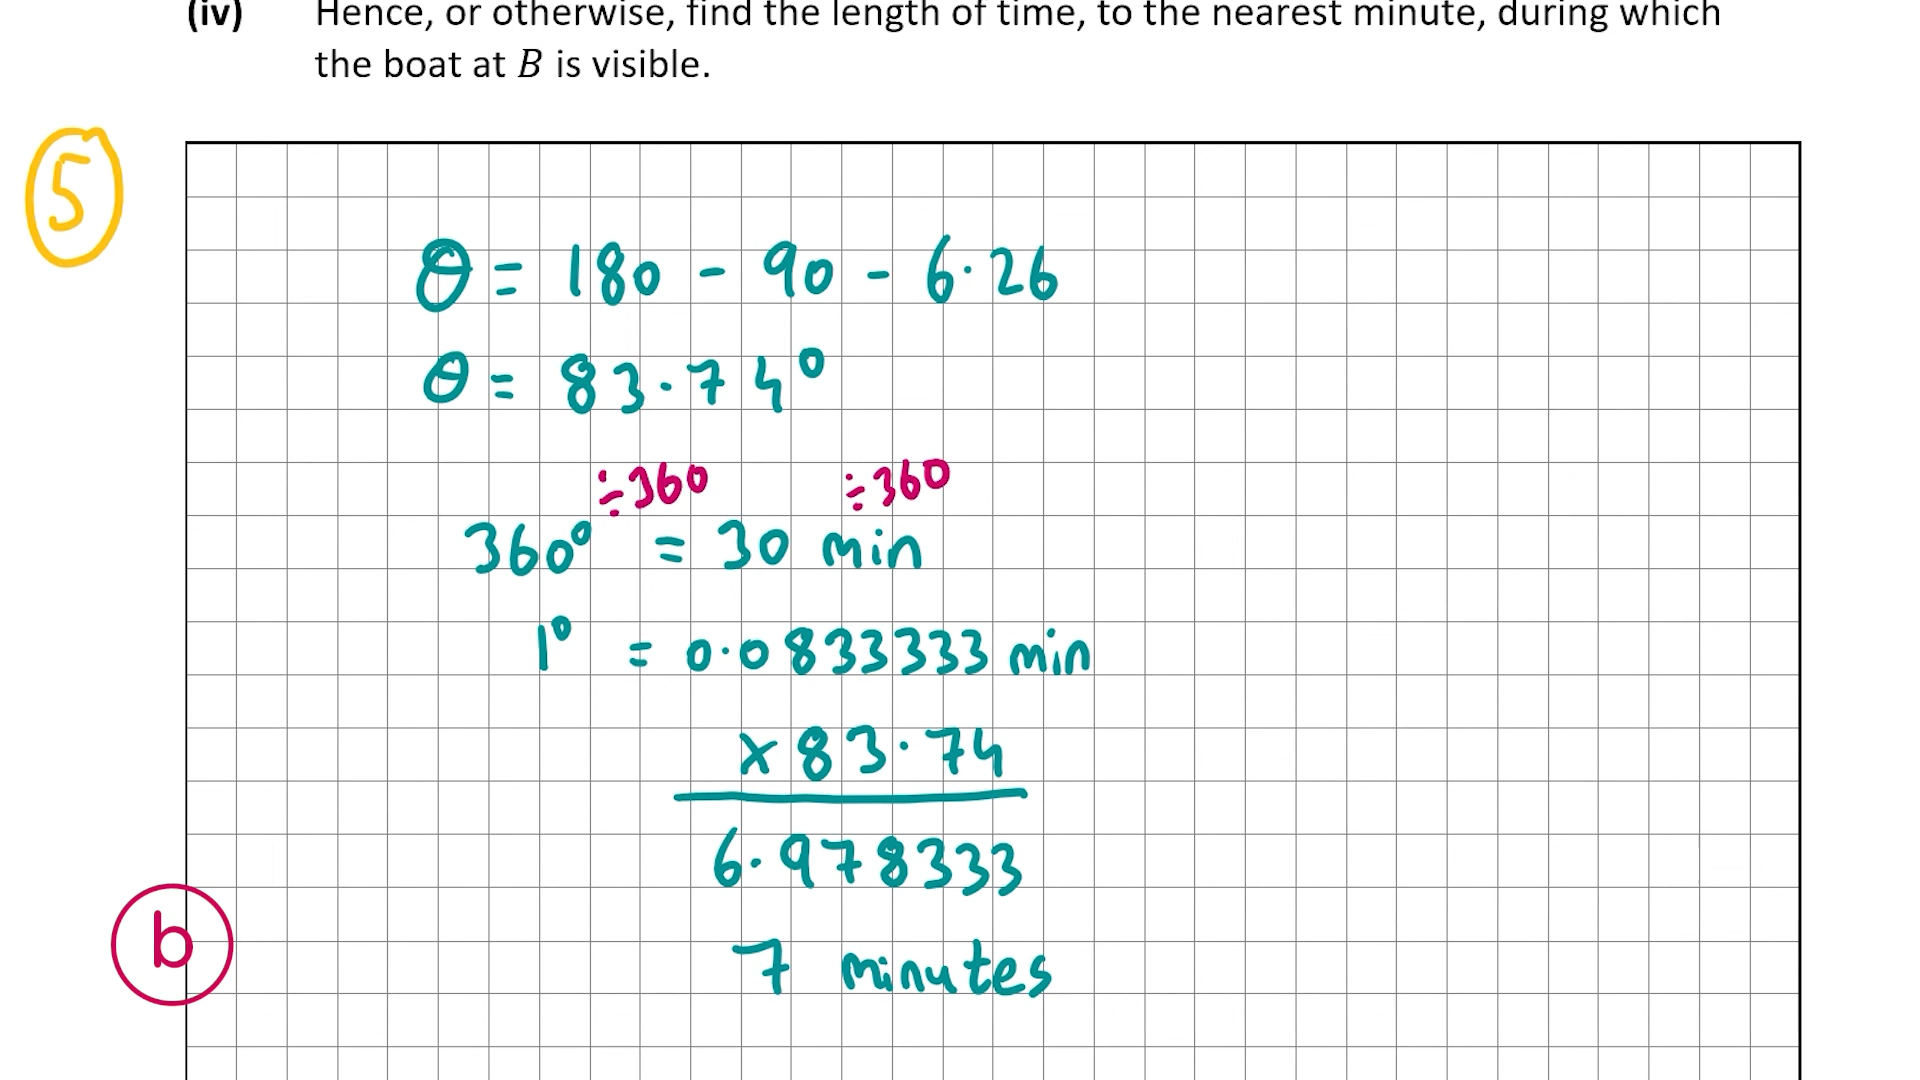 (iv) Hence, or otherwise, find the length of time, to the nearest minute, during which
the boat at B is visible.
5
θ = 180 - 90 - 6.26
θ = 83.74°
÷360 ÷360
360° = 30 min
1° = 0.0833333 min
x 83.74
6.978333
b
7 minutes